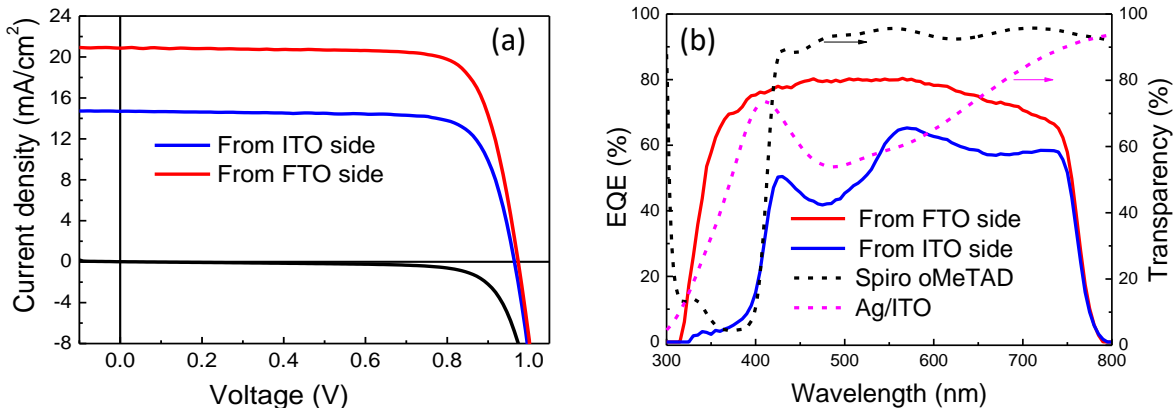 (a)
Current density (mA/cm²)
24
20
16
12
8
4
0
-4
-8
From ITO side
From FTO side
0.0
0.2
0.4
0.6
0.8
1.0
Voltage (V)
(b)
EQE (%)
100
80
60
40
20
0
From FTO side
From ITO side
Spiro oMeTAD
Ag/ITO
300
400
500
600
700
800
Wavelength (nm)
100
80
60
40
20
0
Transparency (%)